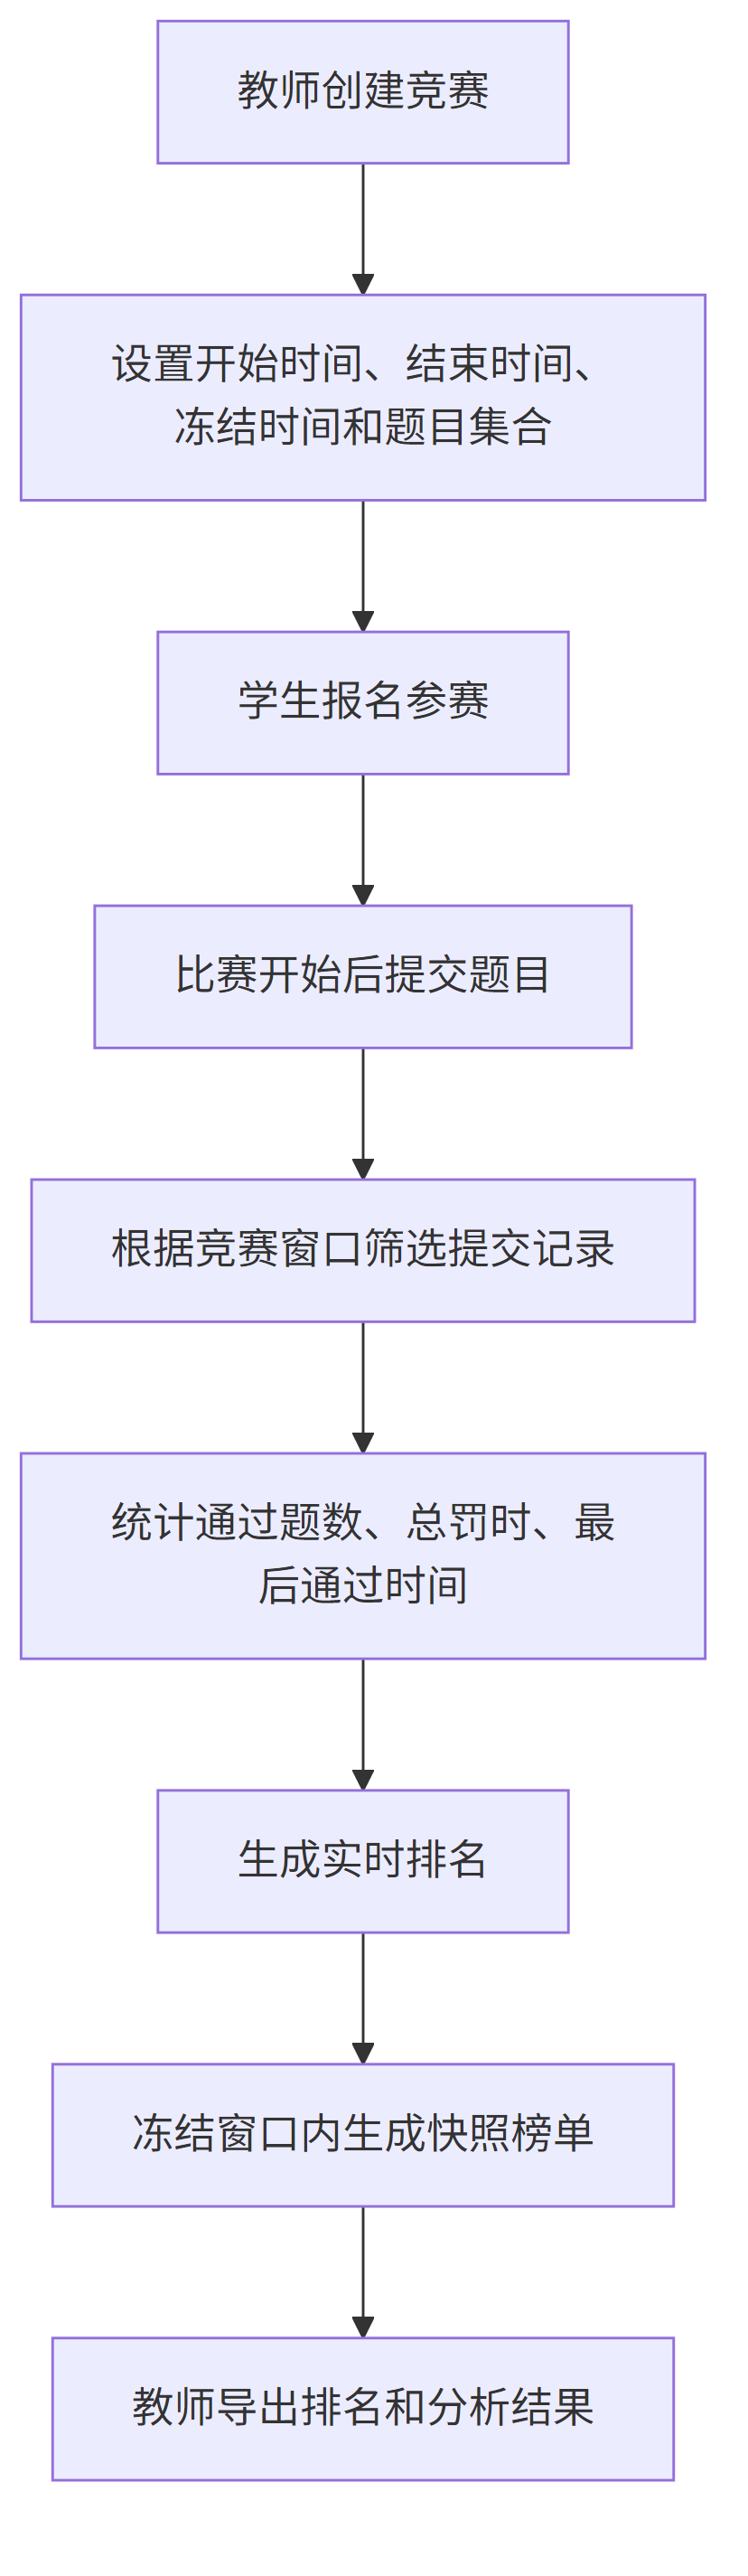 教师创建竞赛
设置开始时间、结束时间、
冻结时间和题目集合
学生报名参赛
比赛开始后提交题目
根据竞赛窗口筛选提交记录
统计通过题数、总罚时、最
后通过时间
生成实时排名
冻结窗口内生成快照榜单
教师导出排名和分析结果